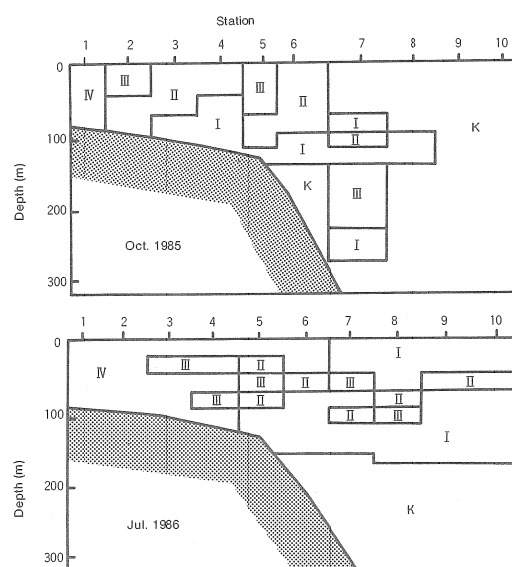 Station
1 2 3 4 5 6 7 8 9 10
0
IV III II III II
I I K
100 I II
K III
200
I
300
Depth (m)
Oct. 1985
1 2 3 4 5 6 7 8 9 10
0
I
IV III II
III II III II
III II II
100 II III
I
200
K
300
Depth (m)
Jul. 1986